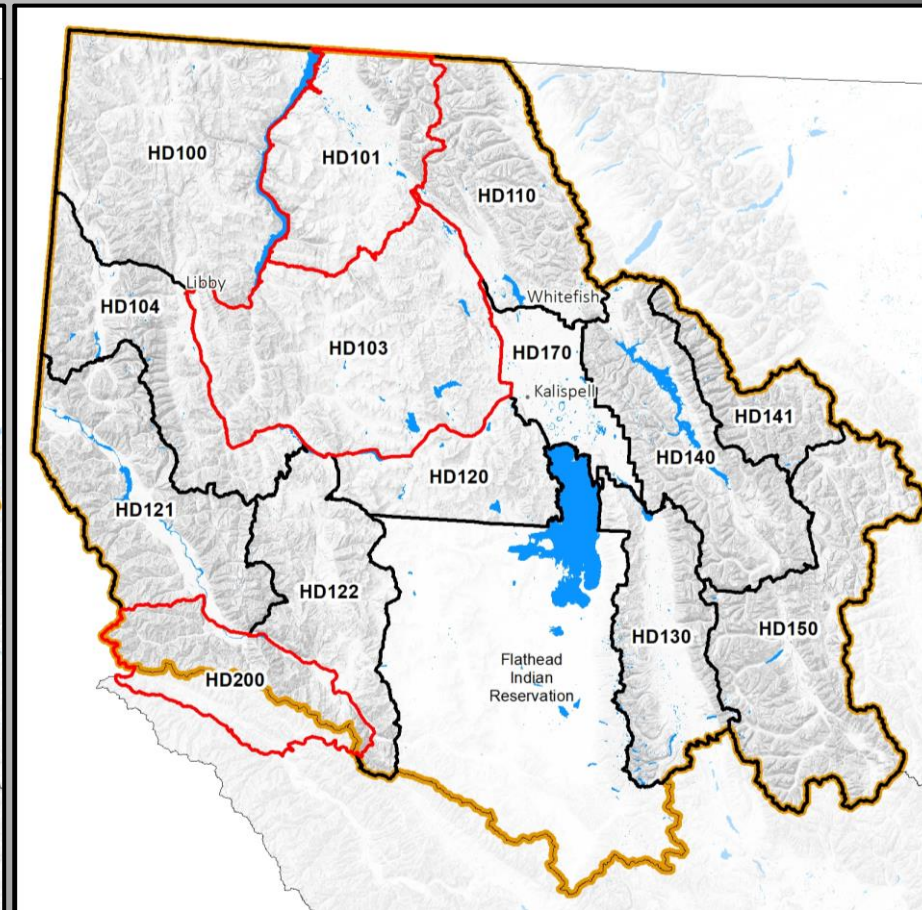 HD100
HD101
HD110
Libby
HD104
Whitefish
HD103
HD170
Kalispell
HD141
HD140
HD120
HD121
HD122
HD130
HD150
HD200
Flathead
Indian
Reservation